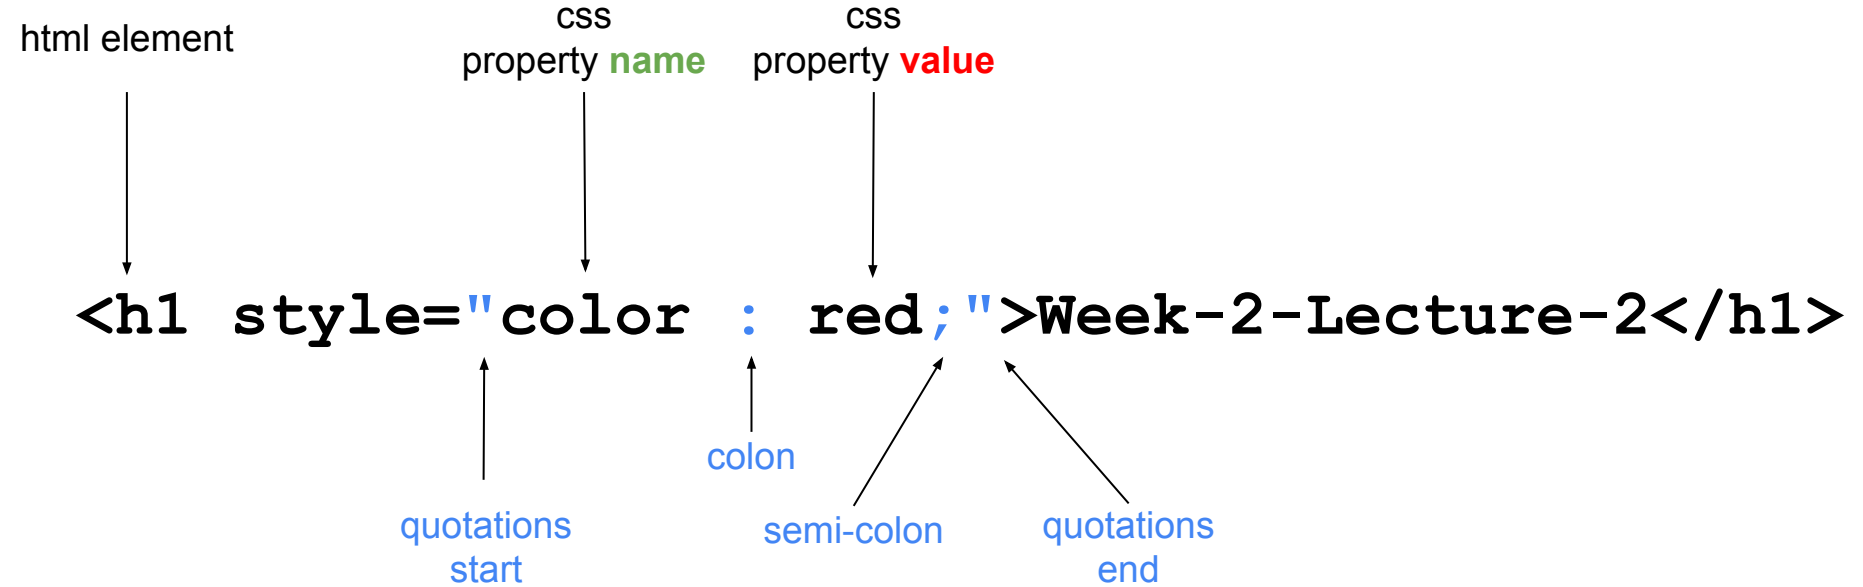 html element
css
property name
css
property value
<h1 style="color : red;">Week-2-Lecture-2</h1>
colon
quotations
start
semi-colon
quotations
end